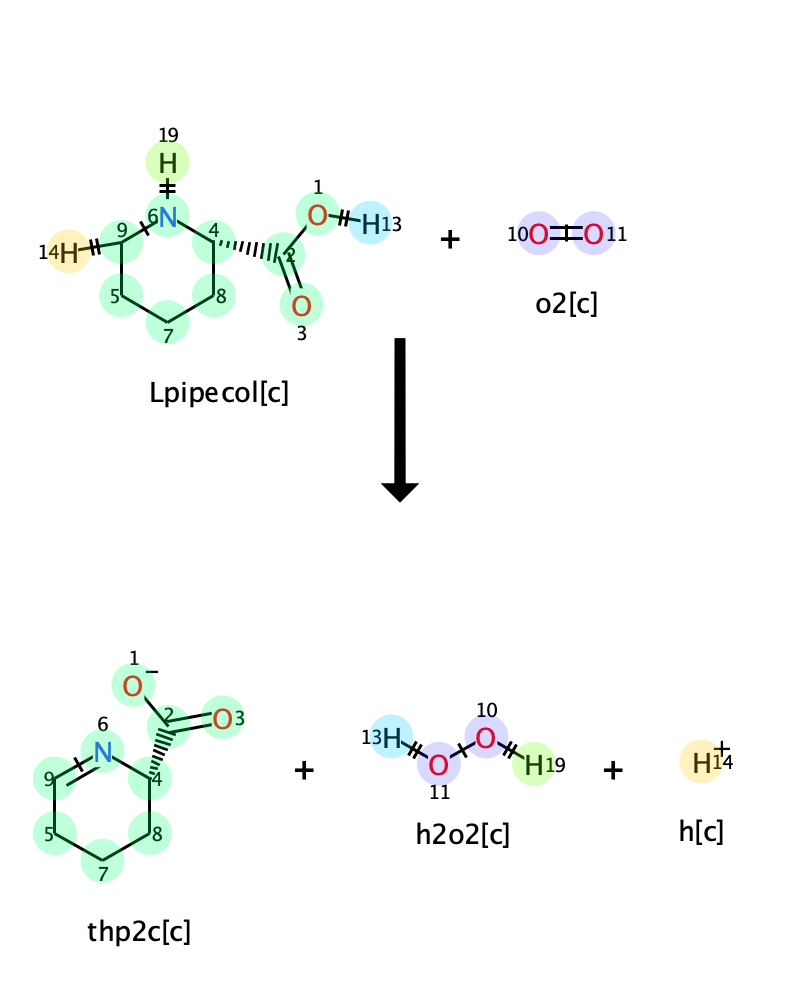 19
H
1
O
H13
6
N
9
4
14H
2
5
8
O
7
3
+
10O
O11
Lpipecol[c]
o2[c]
1
O −
2
O3
6
N
9
4
5
8
7
+
13H
10
O
O
H19
11
+
H +
14
thp2c[c]
h2o2[c]
h[c]